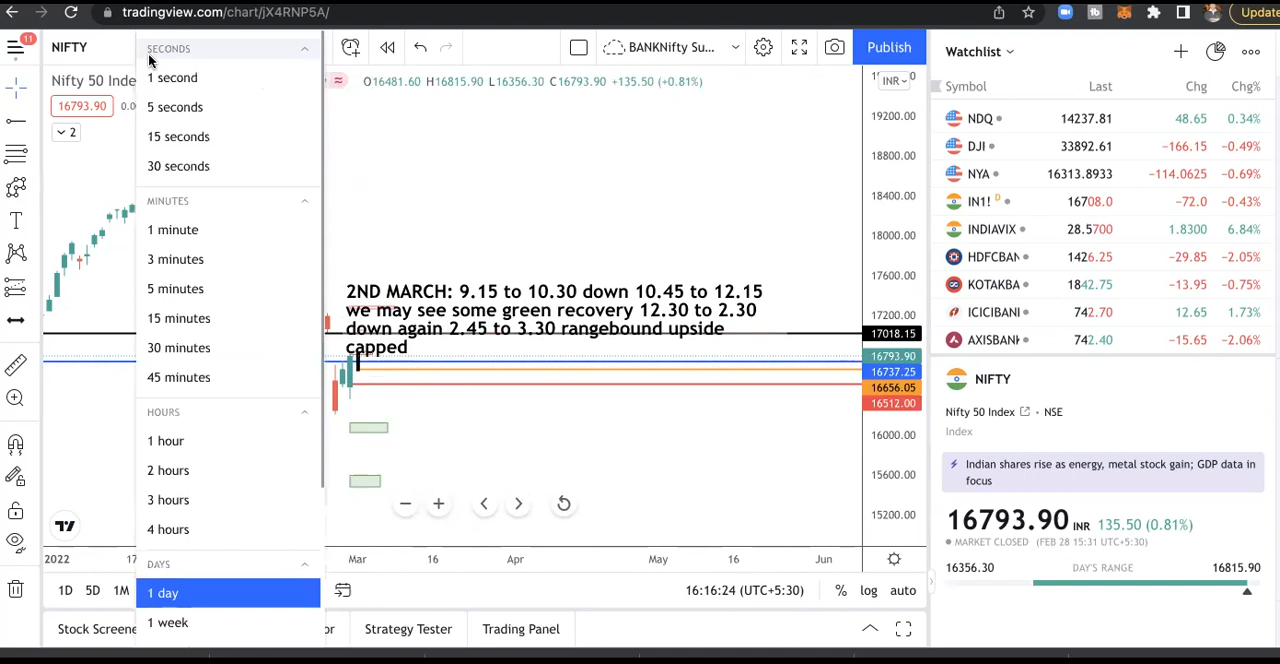 tradingview.com/chart/jX4RNP5A/
Update
11
NIFTY
BANKNifty Su...
Publish
Nifty 50 Inde
O16481.60 H16815.90 L16356.30 C16793.90 +135.50 (+0.81%)
INR
16793.90
0.0
2
SECONDS
1 second
5 seconds
15 seconds
30 seconds
MINUTES
1 minute
3 minutes
5 minutes
15 minutes
30 minutes
45 minutes
HOURS
1 hour
2 hours
3 hours
4 hours
DAYS
1 day
1 week
2ND MARCH: 9.15 to 10.30 down 10.45 to 12.15
we may see some green recovery 12.30 to 2.30
down again 2.45 to 3.30 rangebound upside
capped
19200.00
18800.00
18400.00
18000.00
17600.00
17200.00
17018.15
16793.90
16737.25
16656.05
16512.00
16000.00
15600.00
15200.00
2022
17
Mar
16
Apr
May
16
Jun
1D 5D 1M
16:16:24 (UTC+5:30)
% log auto
Stock Screene
or
Strategy Tester
Trading Panel
Watchlist
Symbol Last Chg Chg%
NDQ 14237.81 48.65 0.34%
DJI 33892.61 −166.15 −0.49%
NYA 16313.8933 −114.0625 −0.69%
IN1! D 16708.0 −72.0 −0.43%
INDIAVIX 28.5700 1.8300 6.84%
HDFCBAN 1426.25 −29.85 −2.05%
KOTAKBA 1842.75 −13.95 −0.75%
ICICIBANI 742.70 12.65 1.73%
AXISBANK 742.40 −15.65 −2.06%
NIFTY
Nifty 50 Index NSE
Index
Indian shares rise as energy, metal stock gain; GDP data in
focus
16793.90 INR 135.50 (0.81%)
MARKET CLOSED (FEB 28 15:31 UTC+5:30)
16356.30 DAY'S RANGE 16815.90